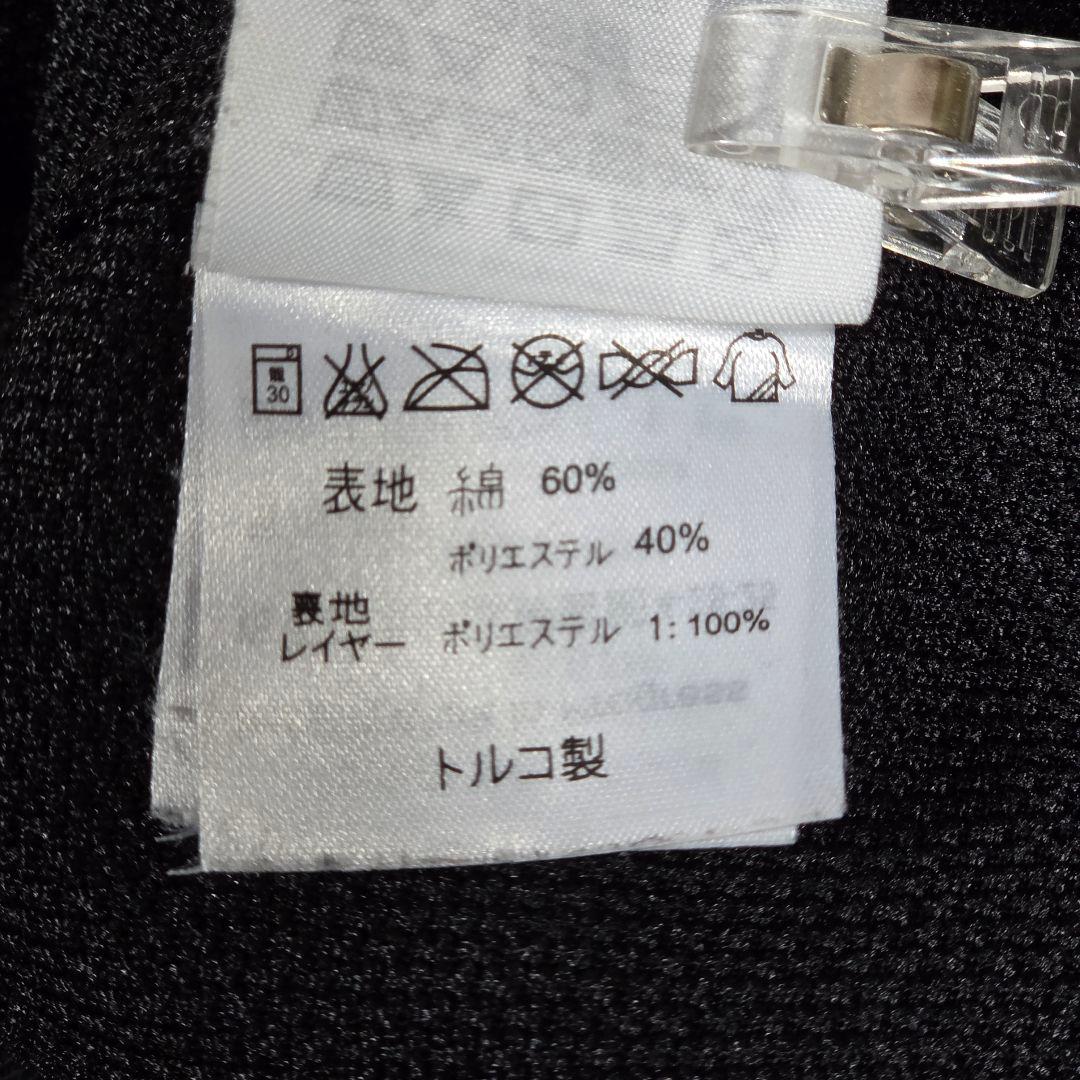 30
表地 綿 60%
ポリエステル 40%
裏地
レイヤー ポリエステル 1: 100%
トルコ製